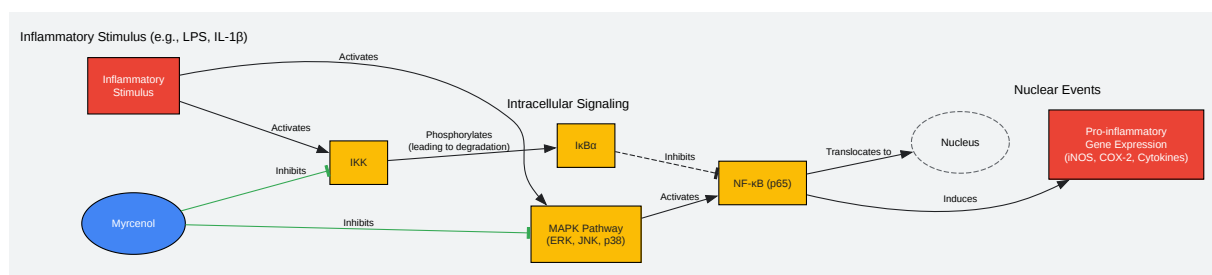 Inflammatory Stimulus (e.g., LPS, IL-1β)
Inflammatory
Stimulus
Activates
Activates
Intracellular Signaling
Nuclear Events
IKK
Inhibits
Phosphorylates
(leading to degradation)
IκBα
Inhibits
NF-κB (p65)
Translocates to
Nucleus
Pro-inflammatory
Gene Expression
(iNOS, COX-2, Cytokines)
Induces
Myrcenol
Inhibits
MAPK Pathway
(ERK, JNK, p38)
Activates